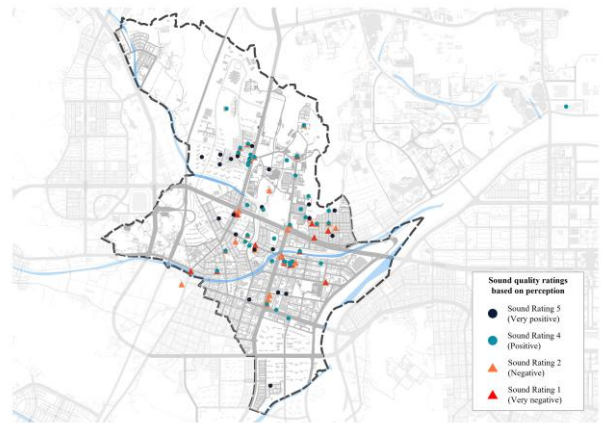 Sound quality ratings
based on perception
Sound Rating 5
(Very positive)
Sound Rating 4
(Positive)
Sound Rating 2
(Negative)
Sound Rating 1
(Very negative)